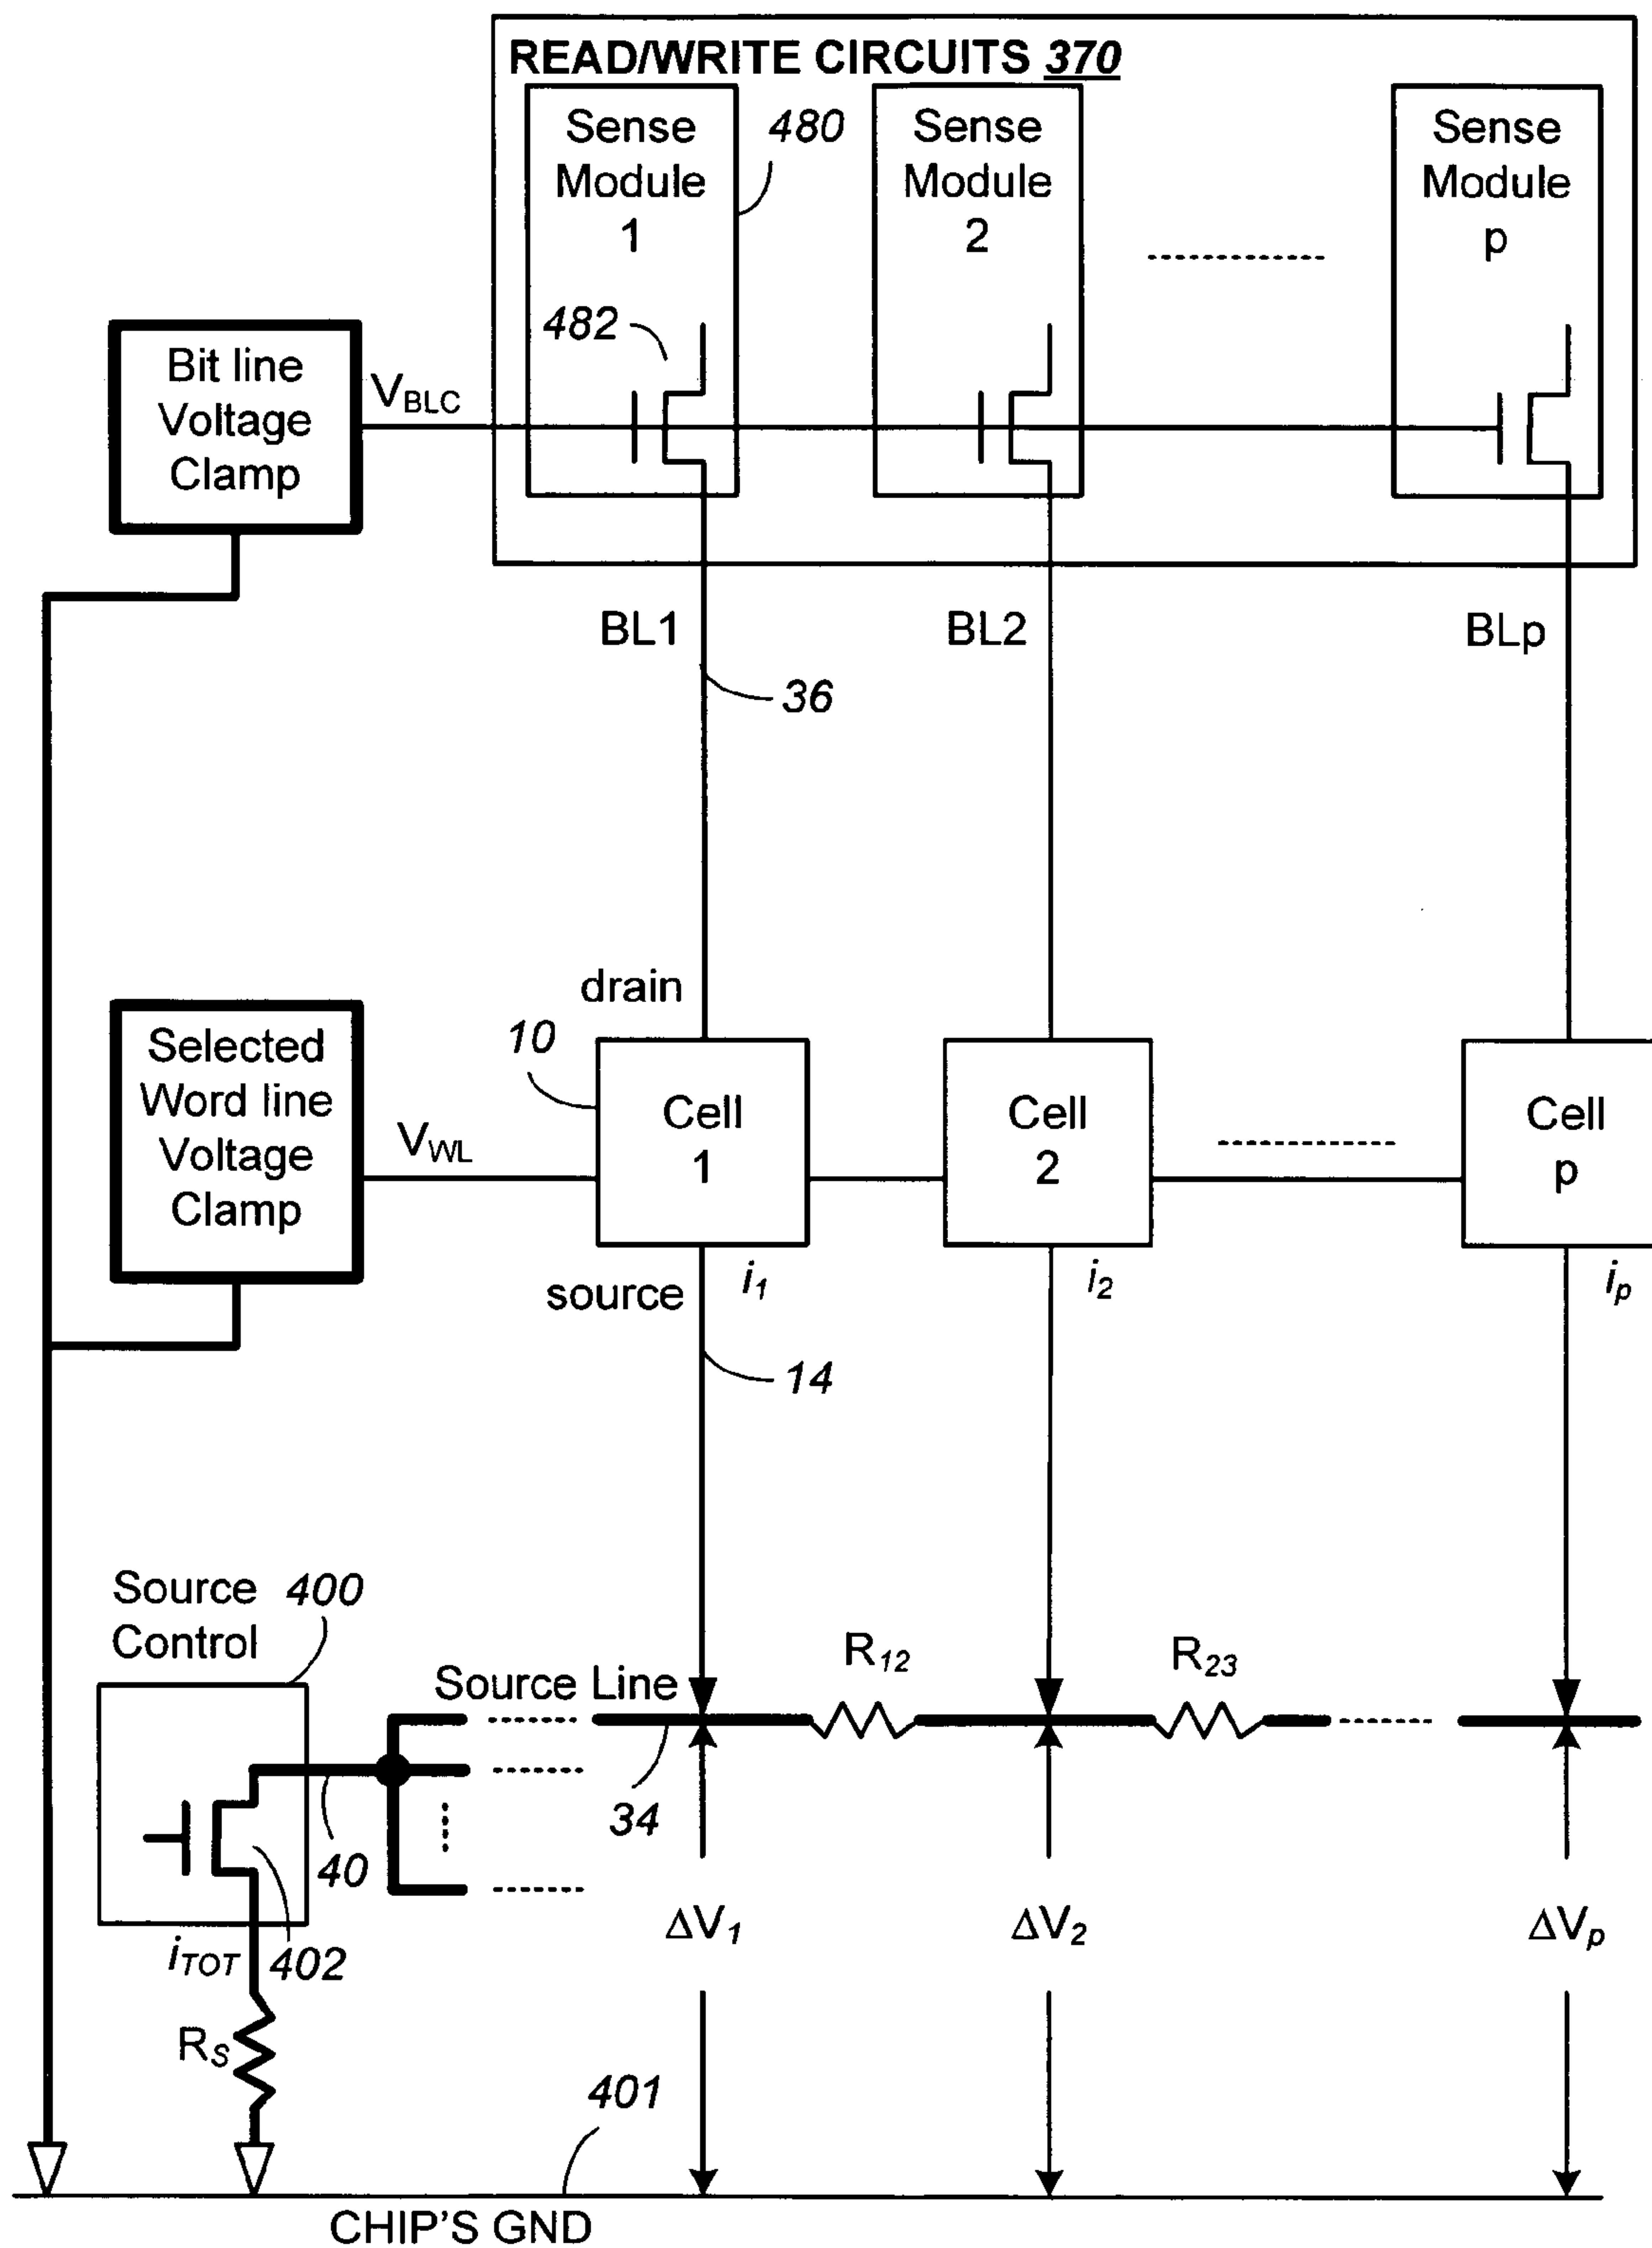 READ/WRITE CIRCUITS 370
Sense
Module
1
480
Sense
Module
2
Sense
Module
p
482
Bit line
Voltage
Clamp
VBLC
BL1
BL2
BLp
36
drain
10
Selected
Word line
Voltage
Clamp
VWL
Cell
1
Cell
2
Cell
p
source
i1
i2
ip
14
Source
Control
400
Source Line
R12
R23
34
40
ΔV1
ΔV2
ΔVp
iTOT
402
RS
401
CHIP'S GND